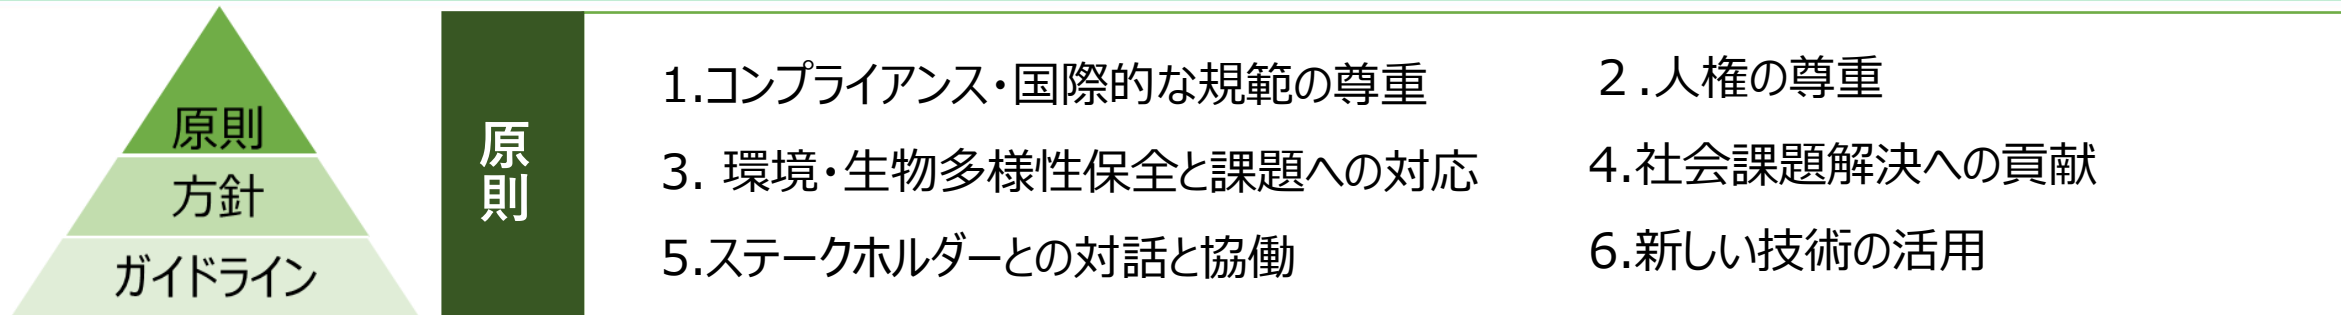 原則
方針
ガイドライン
原則
1.コンプライアンス・国際的な規範の尊重
２.人権の尊重
3. 環境・生物多様性保全と課題への対応
4.社会課題解決への貢献
5.ステークホルダーとの対話と協働
6.新しい技術の活用